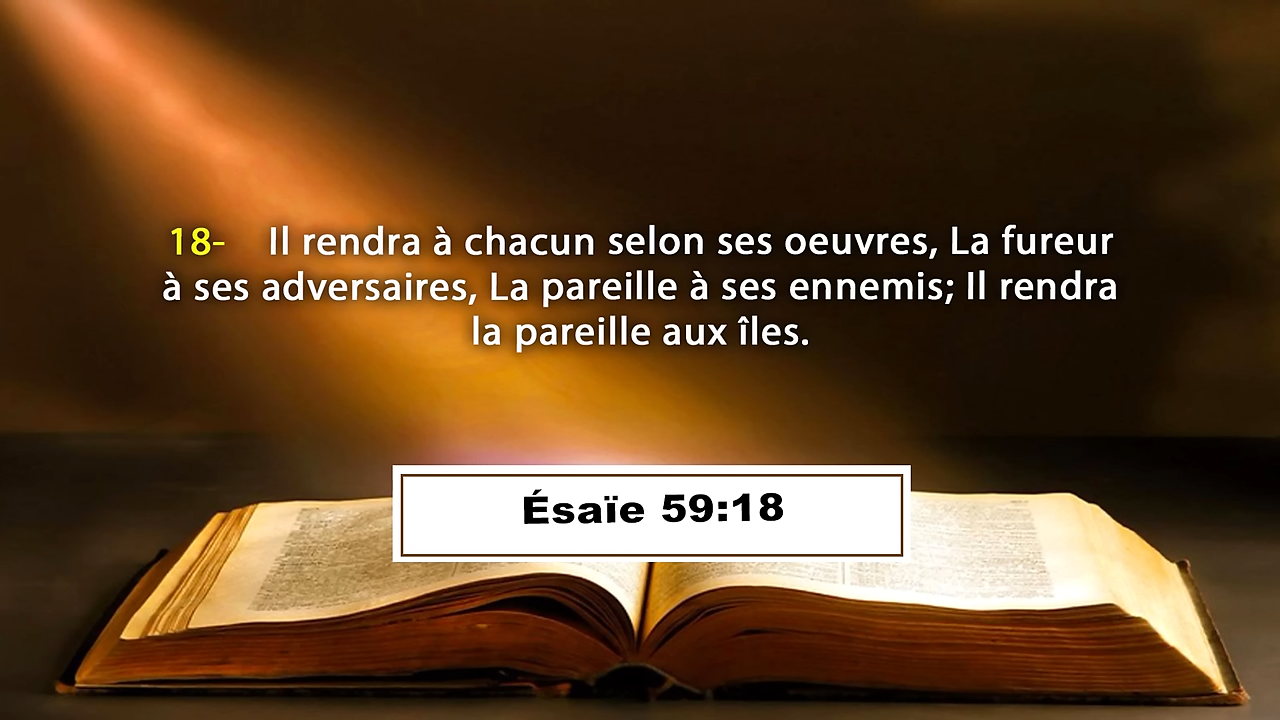 18- Il rendra à chacun selon ses oeuvres, La fureur
à ses adversaires, La pareille à ses ennemis; Il rendra
la pareille aux îles.
Ésaïe 59:18